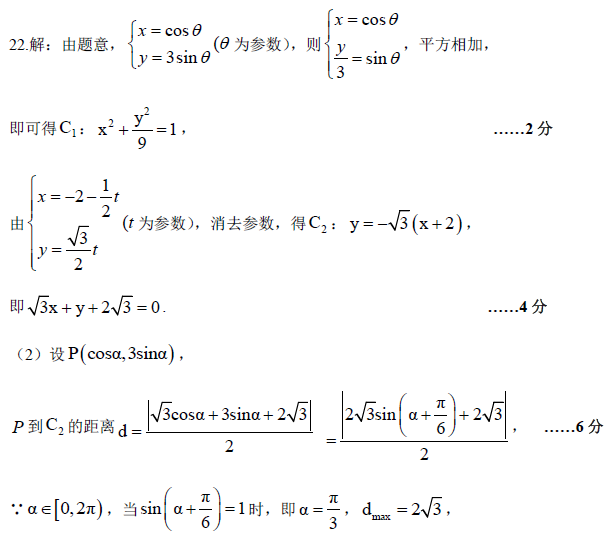 22.解：由题意，{x = cosθ, y = 3sinθ (θ 为参数)，则 {x = cosθ, y/3 = sinθ，平方相加，
即可得 C₁： x² + y²/9 = 1， ……2 分
由 {x = −2 − (1/2)t, y = (√3/2)t (t 为参数)，消去参数，得 C₂： y = −√3(x + 2)，
即 √3x + y + 2√3 = 0. ……4 分
（2）设 P(cosα, 3sinα)，
P 到 C₂ 的距离 d = |√3cosα + 3sinα + 2√3|/2 = |2√3sin(α + π/6) + 2√3|/2， ……6 分
∵ α∈[0, 2π)，当 sin(α + π/6) = 1 时，即 α = π/3，d_max = 2√3，